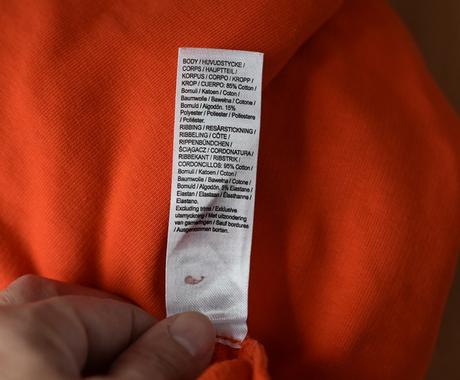 BODY / HUVUDSTYCKE /
CORPS / HAUPTTEIL /
KORPUS / CORPO / KROPP /
KROP / CUERPO: 85% Cotton /
Bomull / Katoen / Coton /
Baumwolle / Bawełna / Cotone /
Bomuld / Algodón. 15%
Polyester / Poliester / Poliestere
/ Poliéster.
RIBBING / RESÅRSTICKNING /
RIBBELING / CÔTE /
RIPPENBÜNDCHEN /
ŚCIĄGACZ / CORDONATURA /
RIBBEKANT / RIBSTRIK /
CORDONCILLOS: 95% Cotton /
Bomull / Katoen / Coton /
Baumwolle / Bawełna / Cotone /
Bomuld / Algodón. 5% Elastane /
Elastan / Elastaan / Élasthanne /
Elastano.
Excluding trims / Exklusive
utsmyckning / Met uitzondering
van garneringen / Sauf bordures
/ Ausgenommen borten.